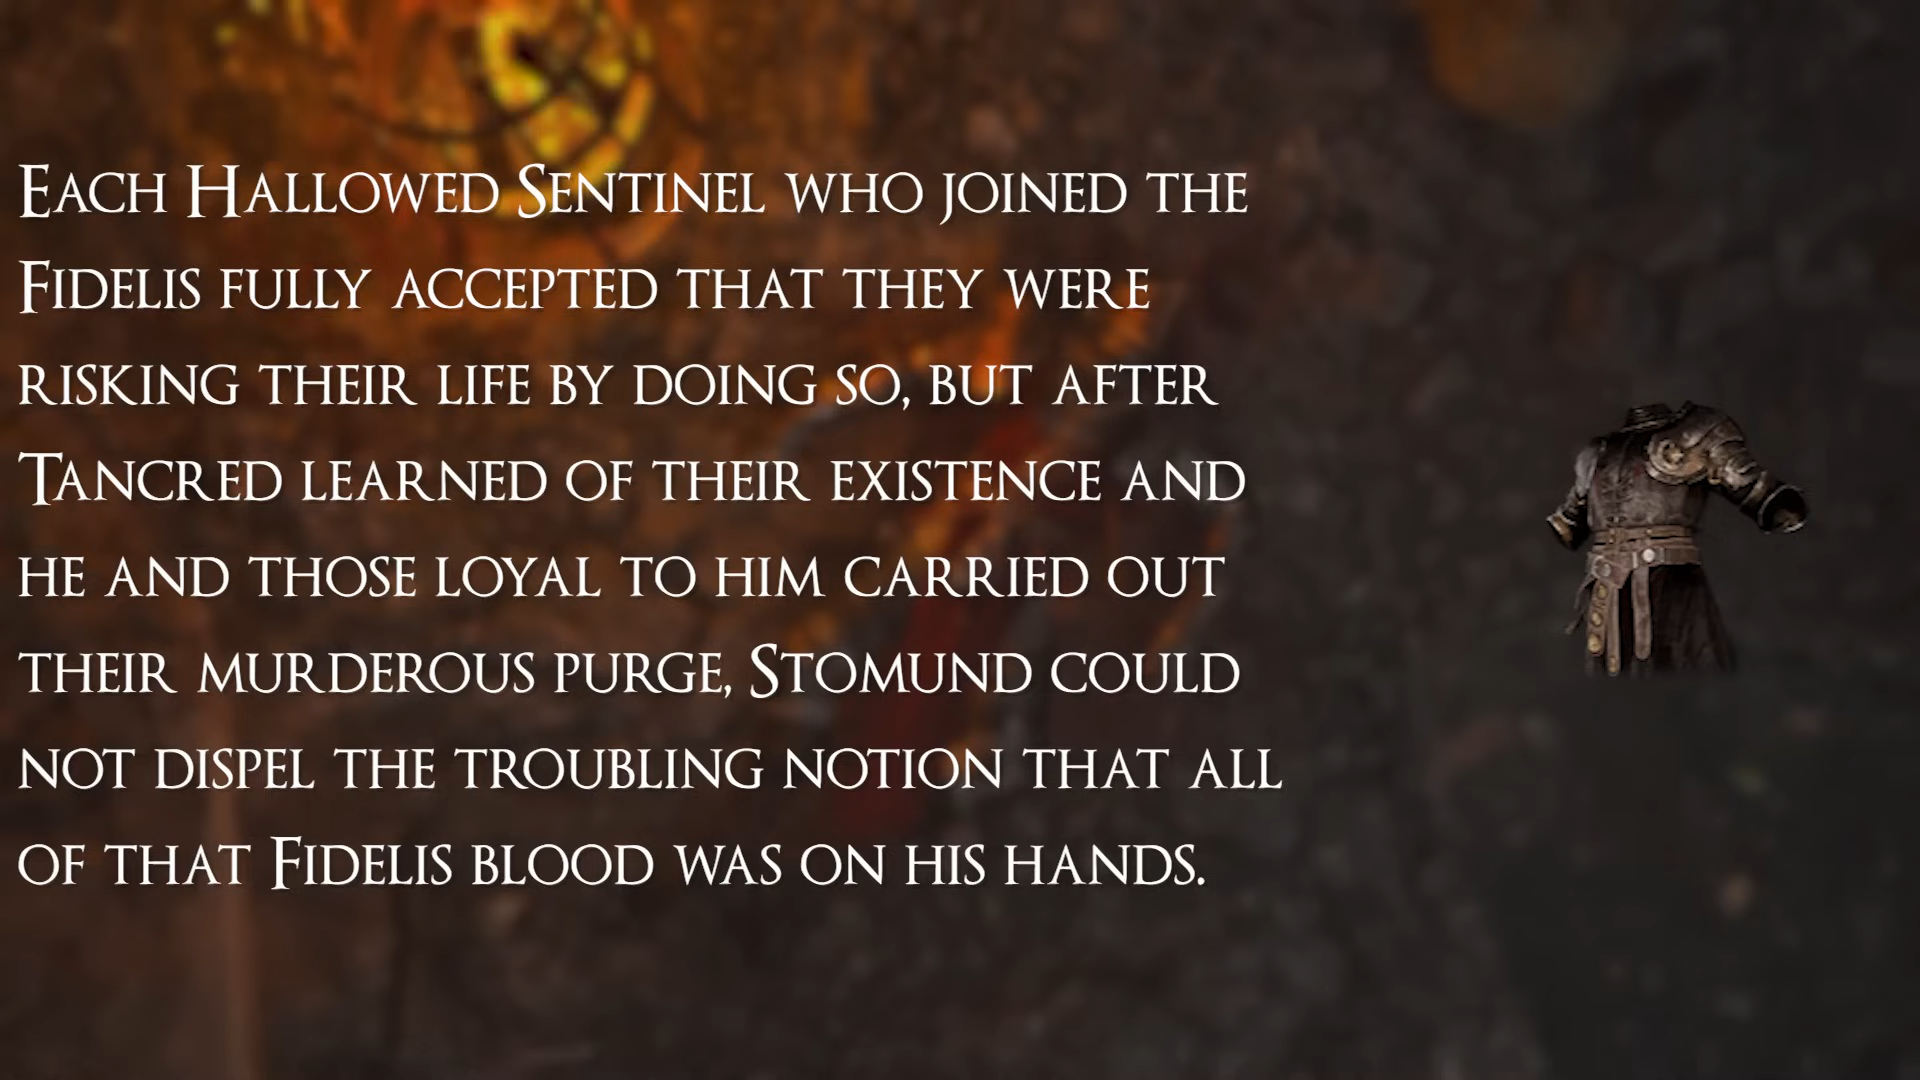 Each Hallowed Sentinel who joined the
Fidelis fully accepted that they were
risking their life by doing so, but after
Tancred learned of their existence and
he and those loyal to him carried out
their murderous purge, Stomund could
not dispel the troubling notion that all
of that Fidelis blood was on his hands.